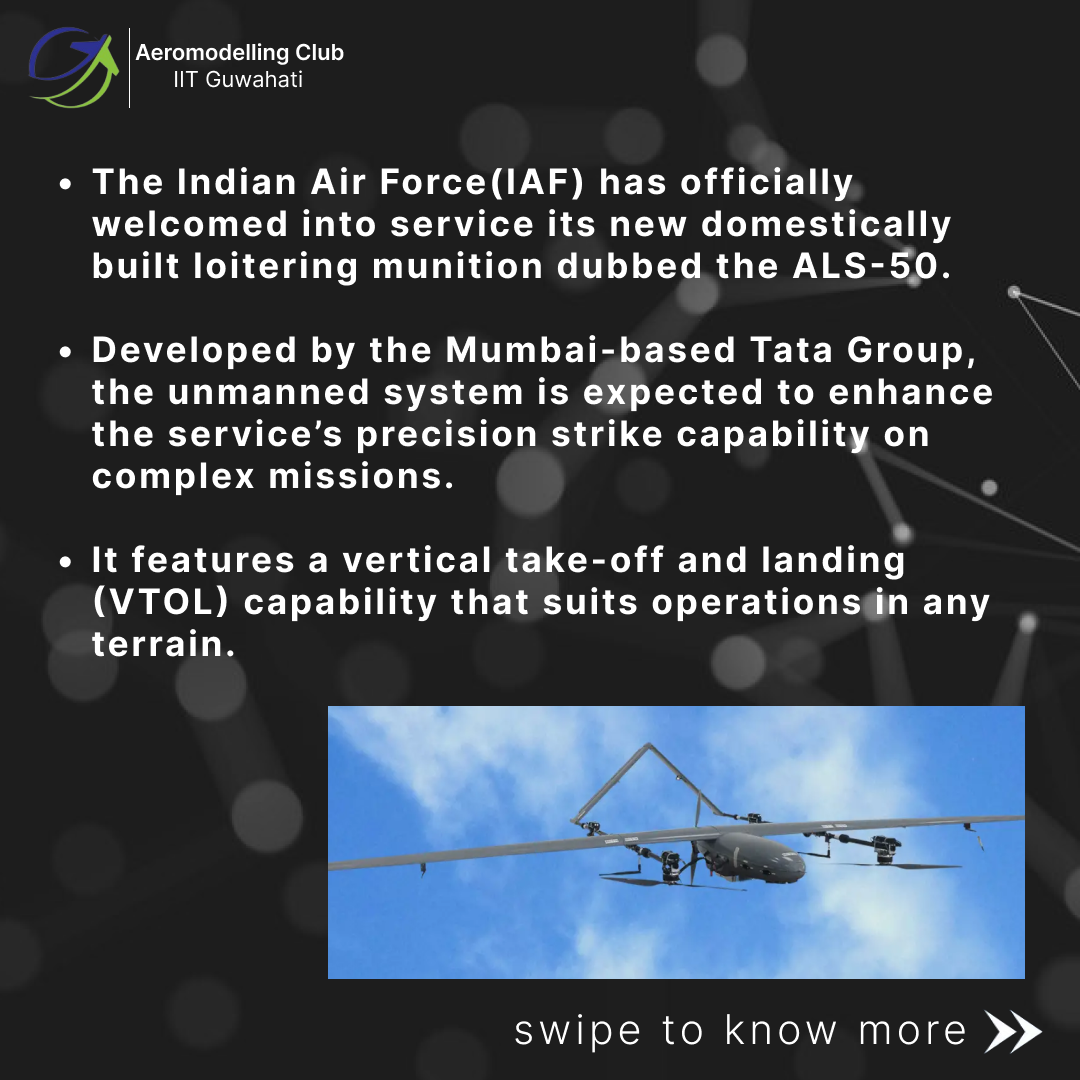 Aeromodelling Club
IIT Guwahati
• The Indian Air Force(IAF) has officially
welcomed into service its new domestically
built loitering munition dubbed the ALS-50.
• Developed by the Mumbai-based Tata Group,
the unmanned system is expected to enhance
the service’s precision strike capability on
complex missions.
• It features a vertical take-off and landing
(VTOL) capability that suits operations in any
terrain.
swipe to know more